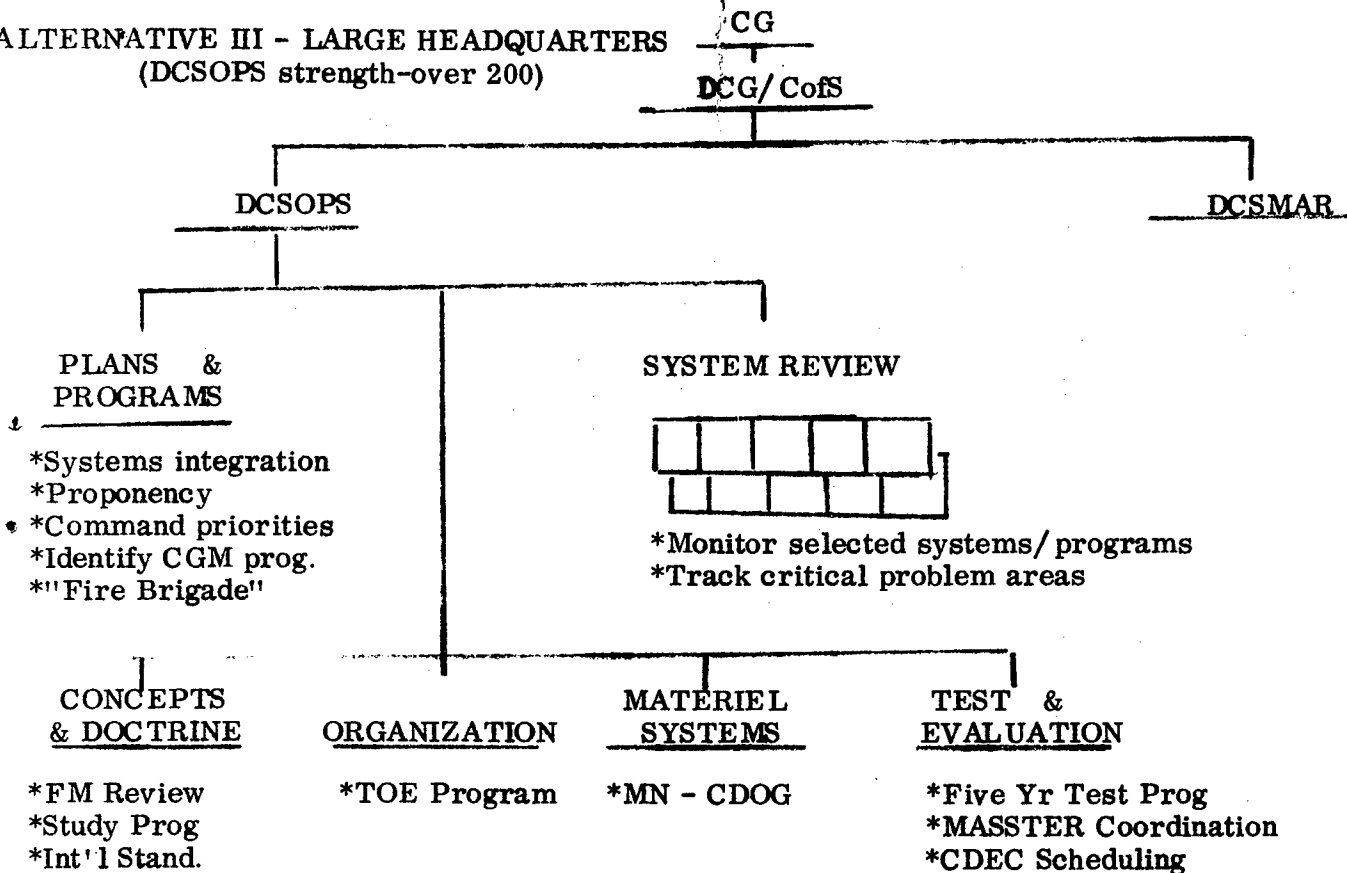 ALTERNATIVE III - LARGE HEADQUARTERS
(DCSOPS strength-over 200)
CG
DCG/CofS
DCSOPS
DCSMAR
PLANS &
PROGRAMS
*Systems integration
*Proponency
*Command priorities
*Identify CGM prog.
*"Fire Brigade"
SYSTEM REVIEW
*Monitor selected systems/programs
*Track critical problem areas
CONCEPTS
& DOCTRINE
*FM Review
*Study Prog
*Int'l Stand.
ORGANIZATION
*TOE Program
MATERIEL
SYSTEMS
*MN - CDOG
TEST &
EVALUATION
*Five Yr Test Prog
*MASSTER Coordination
*CDEC Scheduling